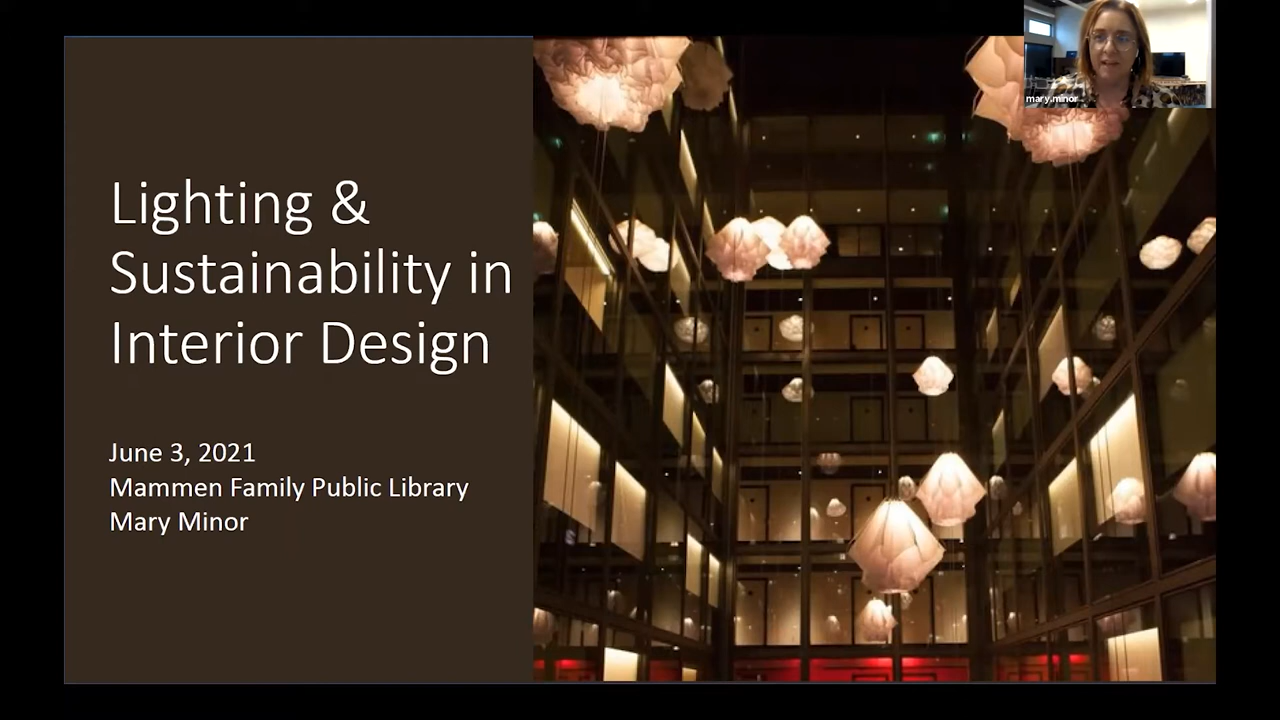 mary.minor
Lighting &
Sustainability in
Interior Design
June 3, 2021
Mammen Family Public Library
Mary Minor